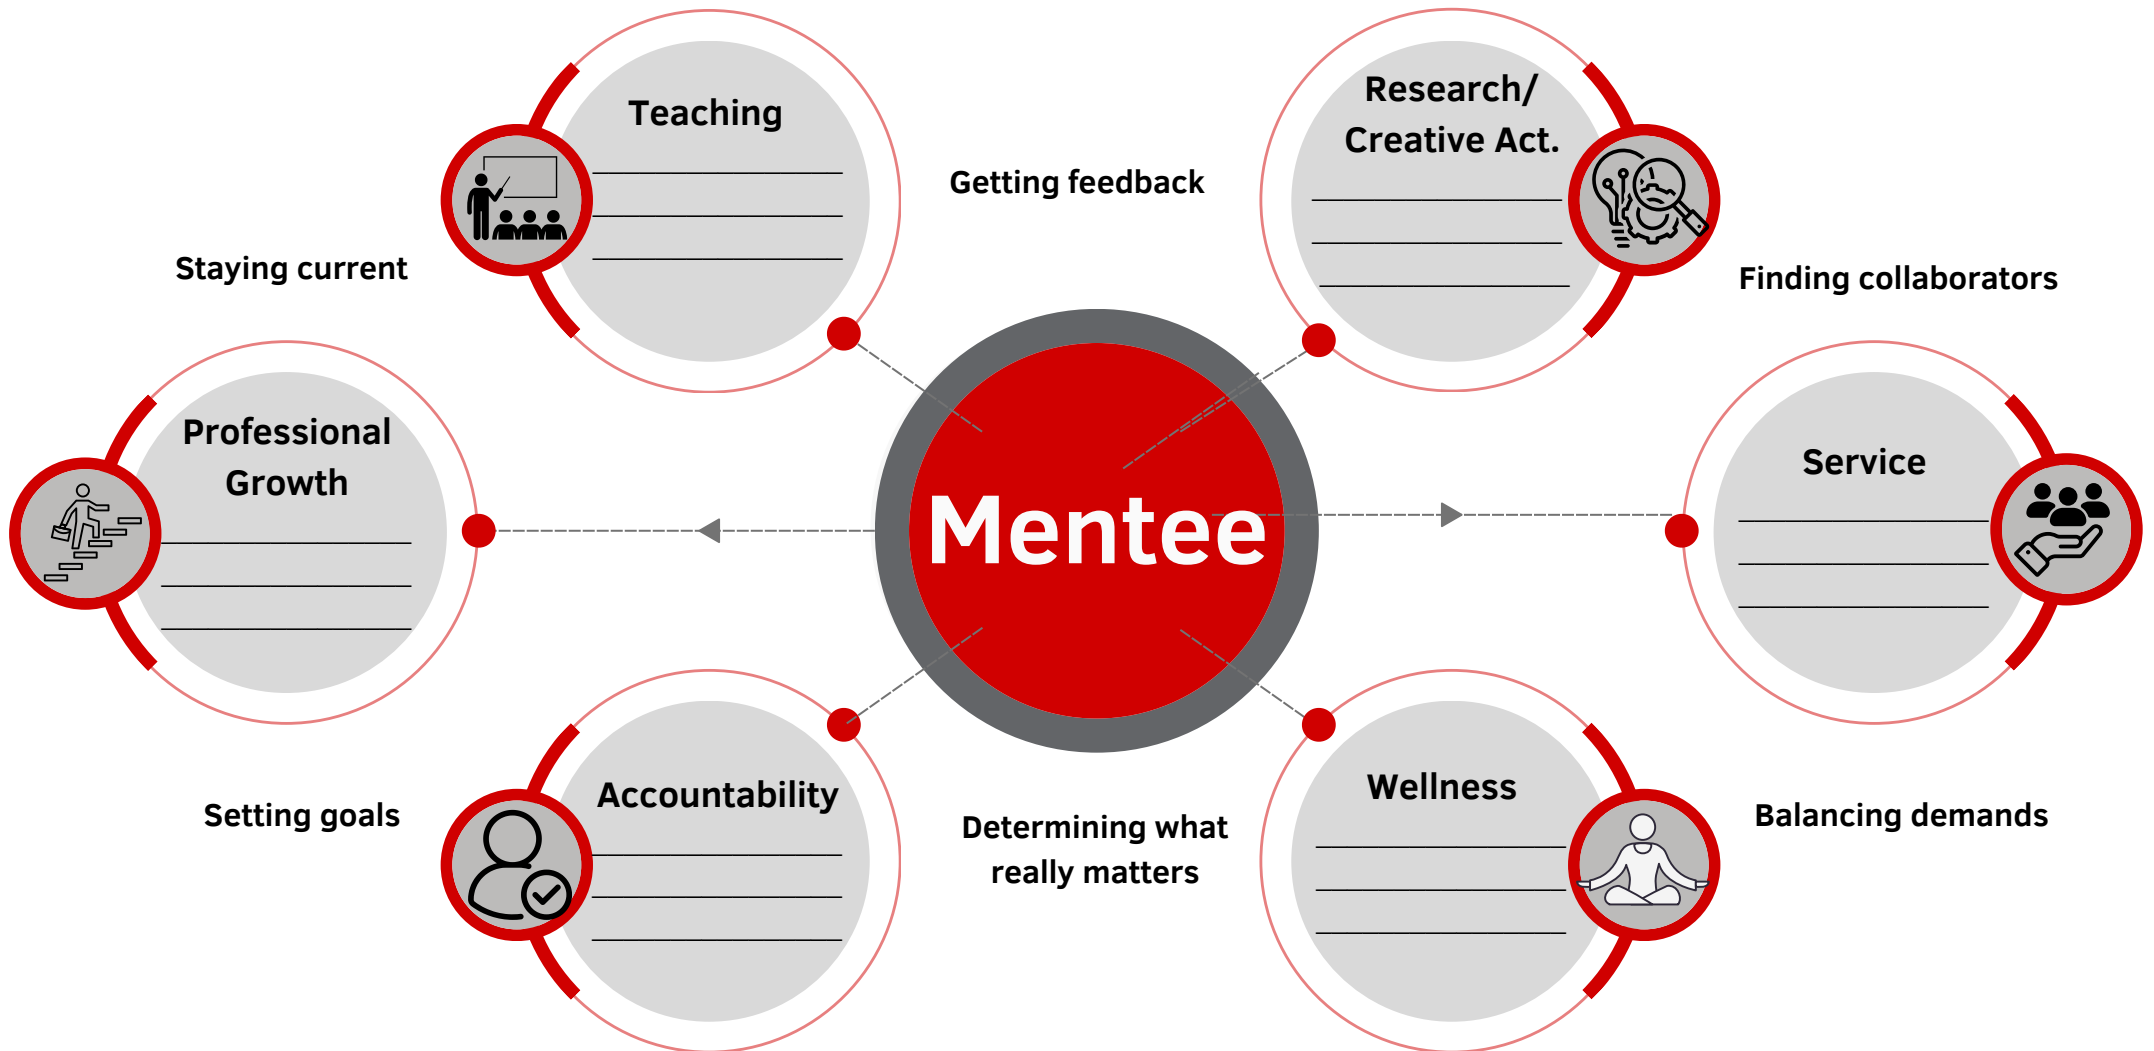 Teaching
Research/
Creative Act.
Getting feedback
Staying current
Finding collaborators
Professional
Growth
Service
Mentee
Accountability
Wellness
Setting goals
Determining what
really matters
Balancing demands